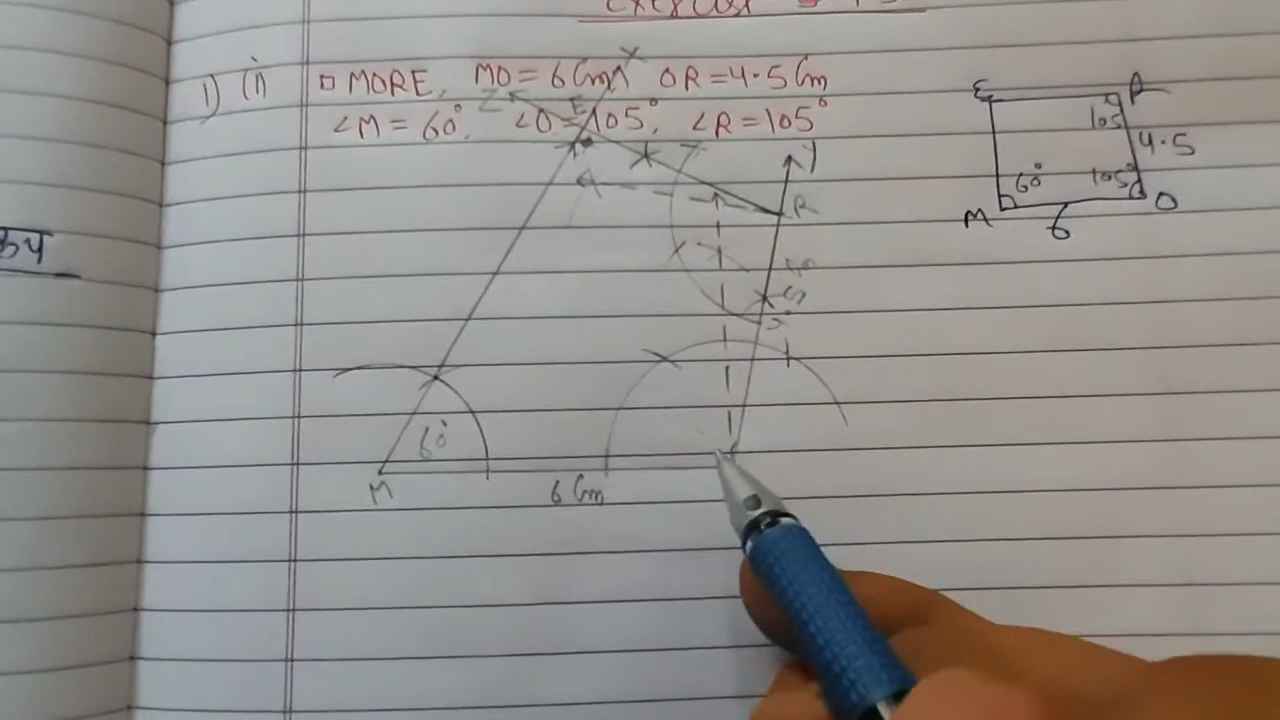 1) (i) □ MORE, MO = 6 Cm OR = 4.5 Cm
∠M = 60°, ∠O = 105°, ∠R = 105°
E R
105°
4.5
60° 105°
M 6 O
X
Z E
Y
R
60°
M 6 Cm